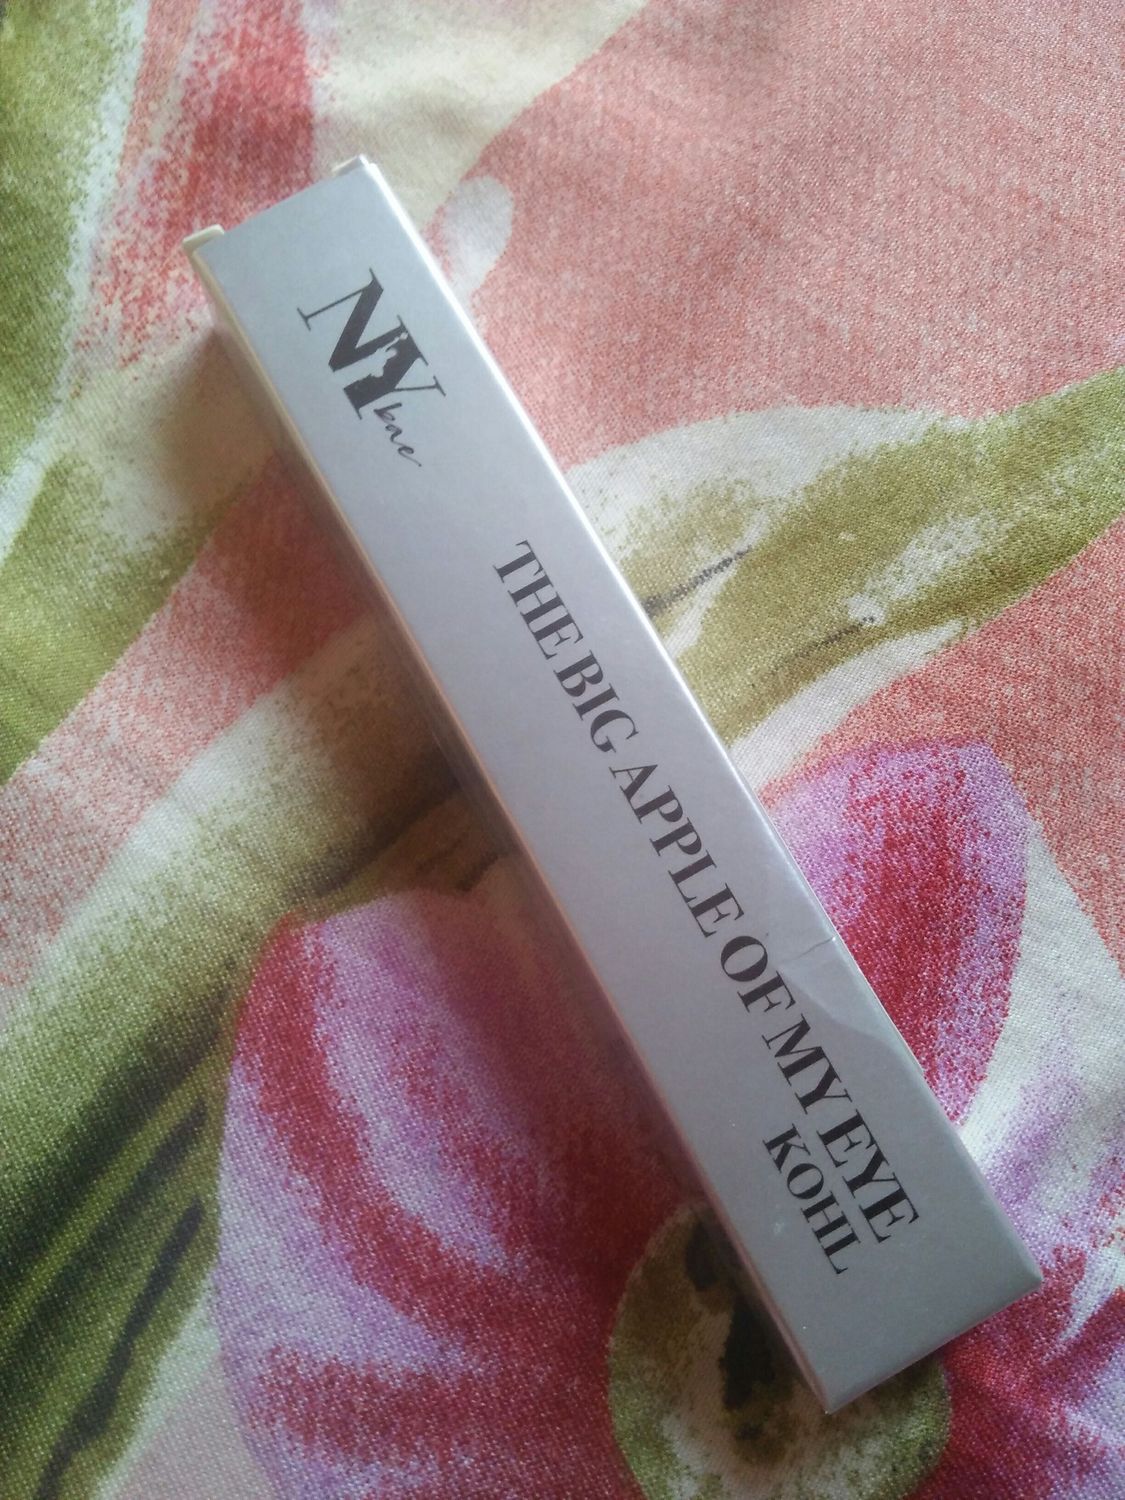 NY
bae
THE BIG APPLE OF MY EYE
KOHL